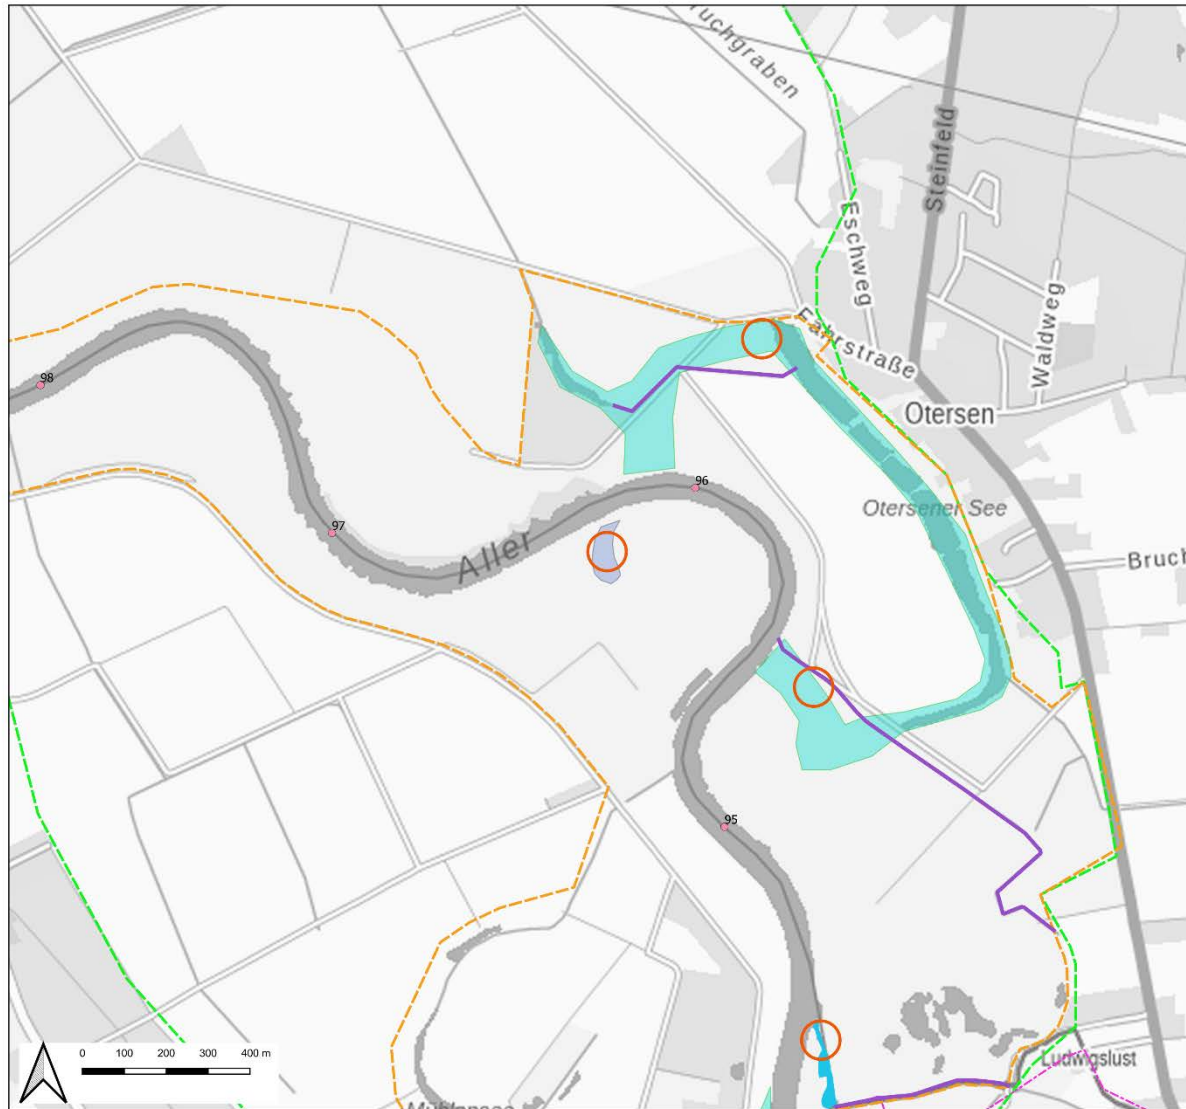 Bruchgraben
Steinfeld
Eschweg
Waldweg
Fährstraße
98
Otersen
96
Otersener See
97
Aller
Bruch
95
0 100 200 300 400 m
Ludwigslust